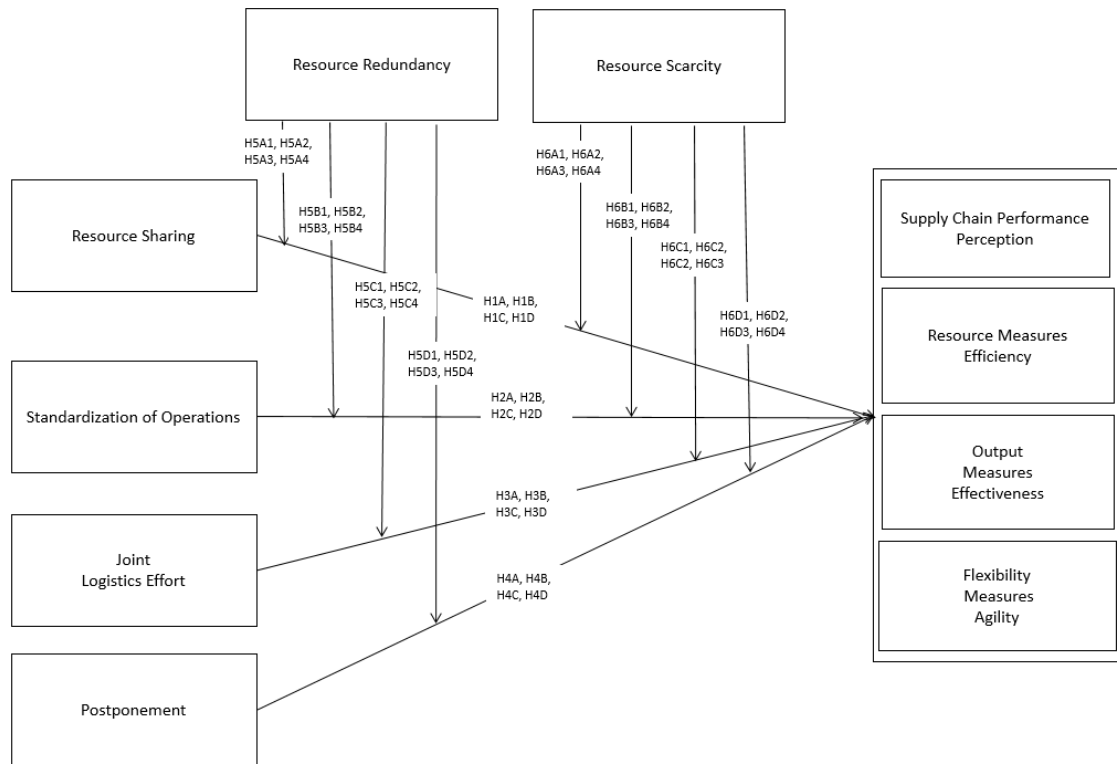 Resource Redundancy
Resource Scarcity
H5A1, H5A2,
H5A3, H5A4
H6A1, H6A2,
H6A3, H6A4
Resource Sharing
H5B1, H5B2,
H5B3, H5B4
H6B1, H6B2,
H6B3, H6B4
Supply Chain Performance
Perception
H6C1, H6C2,
H6C2, H6C3
H5C1, H5C2,
H5C3, H5C4
H1A, H1B,
H1C, H1D
H6D1, H6D2,
H6D3, H6D4
Resource Measures
Efficiency
H5D1, H5D2,
H5D3, H5D4
Standardization of Operations
H2A, H2B,
H2C, H2D
Output
Measures
Effectiveness
H3A, H3B,
H3C, H3D
Joint
Logistics Effort
H4A, H4B,
H4C, H4D
Flexibility
Measures
Agility
Postponement